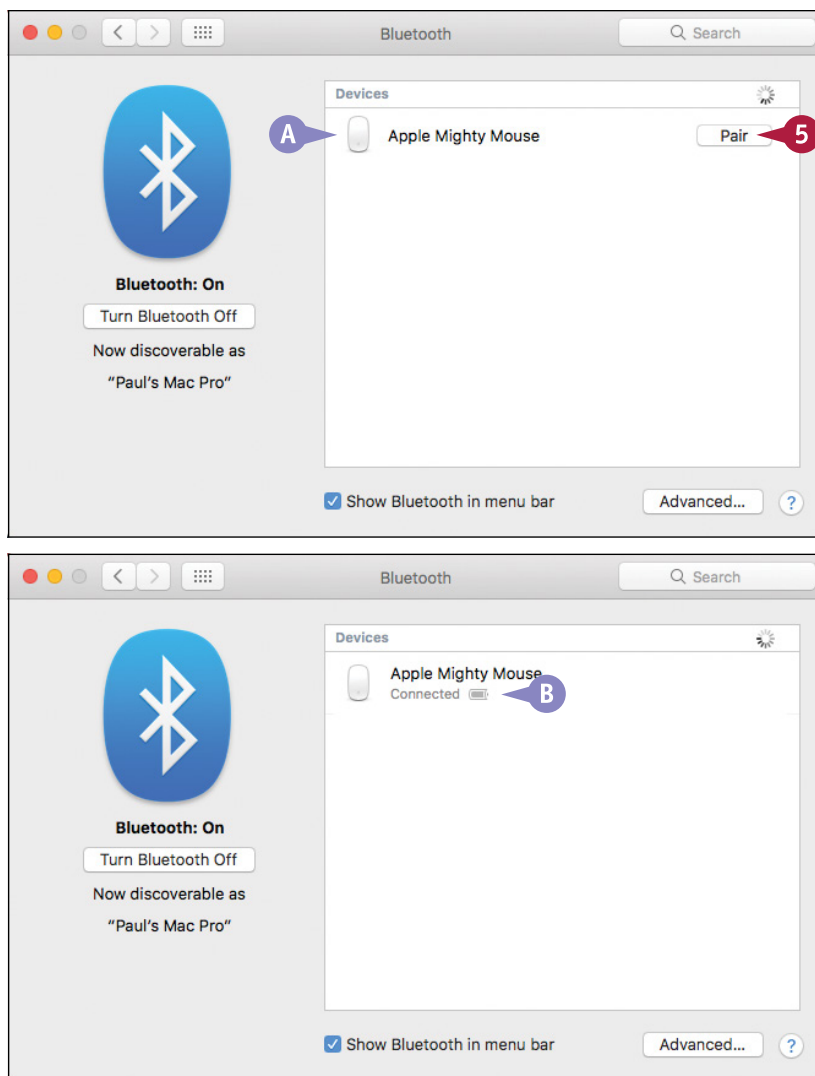 Bluetooth
Search
Devices
A
Apple Mighty Mouse
Pair
5
Bluetooth: On
Turn Bluetooth Off
Now discoverable as
“Paul's Mac Pro“
Show Bluetooth in menu bar
Advanced...
?
Bluetooth
Search
Devices
Apple Mighty Mouse
Connected
B
Bluetooth: On
Turn Bluetooth Off
Now discoverable as
“Paul's Mac Pro“
Show Bluetooth in menu bar
Advanced...
?